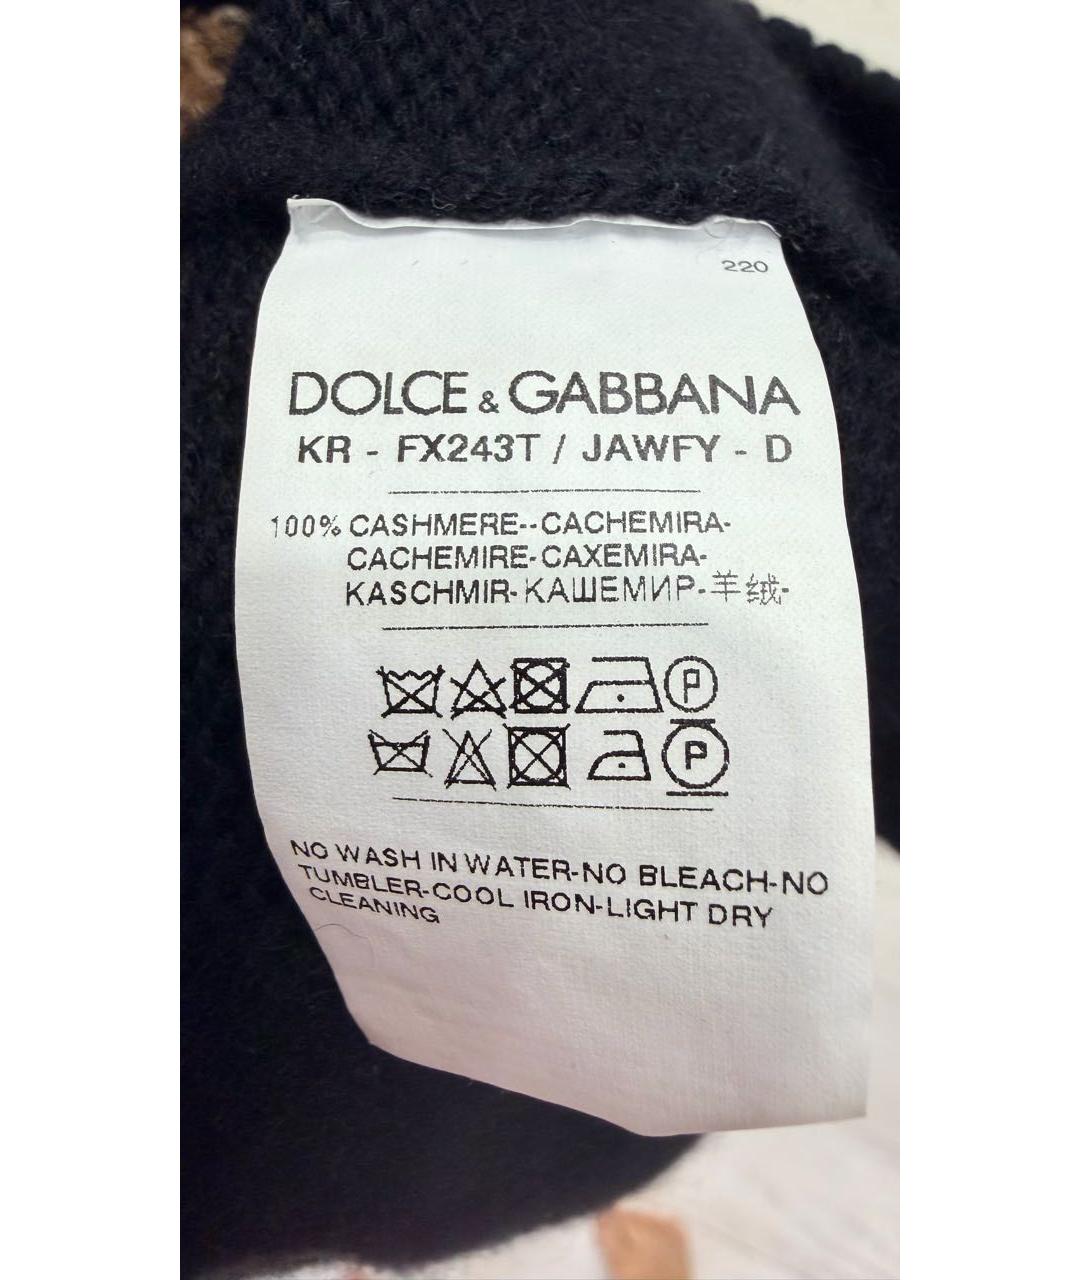 220
DOLCE & GABBANA
KR - FX243T / JAWFY - D
100% CASHMERE--CACHEMIRA-
CACHEMIRE-CAXEMIRA-
KASCHMIR-КАШЕМИР-羊绒-
P
P
NO WASH IN WATER-NO BLEACH-NO
TUMBLER-COOL IRON-LIGHT DRY
CLEANING